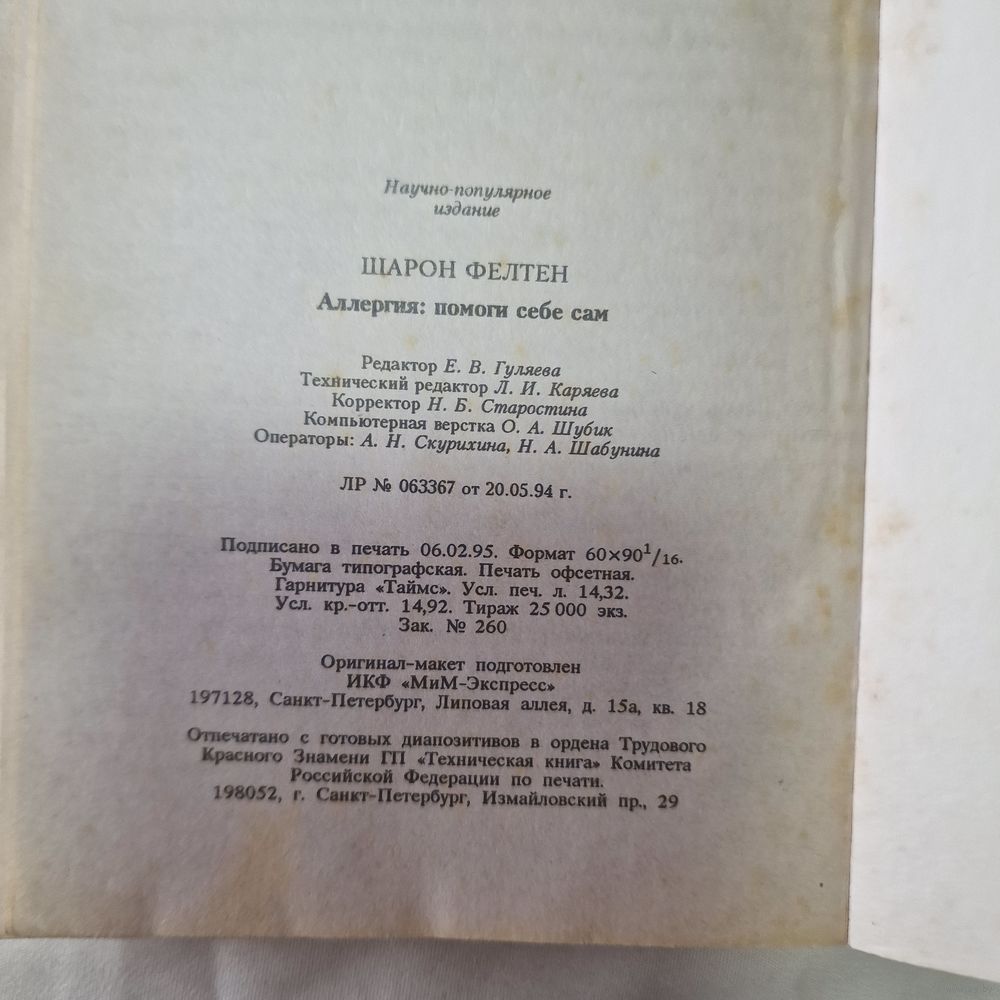 Научно-популярное
издание
ШАРОН ФЕЛТЕН
Аллергия: помоги себе сам
Редактор Е. В. Гуляева
Технический редактор Л. И. Каряева
Корректор Н. Б. Старостина
Компьютерная верстка О. А. Шубик
Операторы: А. Н. Скурихина, Н. А. Шабунина
ЛР № 063367 от 20.05.94 г.
Подписано в печать 06.02.95. Формат 60×90¹/₁₆.
Бумага типографская. Печать офсетная.
Гарнитура «Таймс». Усл. печ. л. 14,32.
Усл. кр.-отт. 14,92. Тираж 25 000 экз.
Зак. № 260
Оригинал-макет подготовлен
ИКФ «МиМ-Экспресс»
197128, Санкт-Петербург, Липовая аллея, д. 15а, кв. 18
Отпечатано с готовых диапозитивов в ордена Трудового
Красного Знамени ГП «Техническая книга» Комитета
Российской Федерации по печати.
198052, г. Санкт-Петербург, Измайловский пр., 29